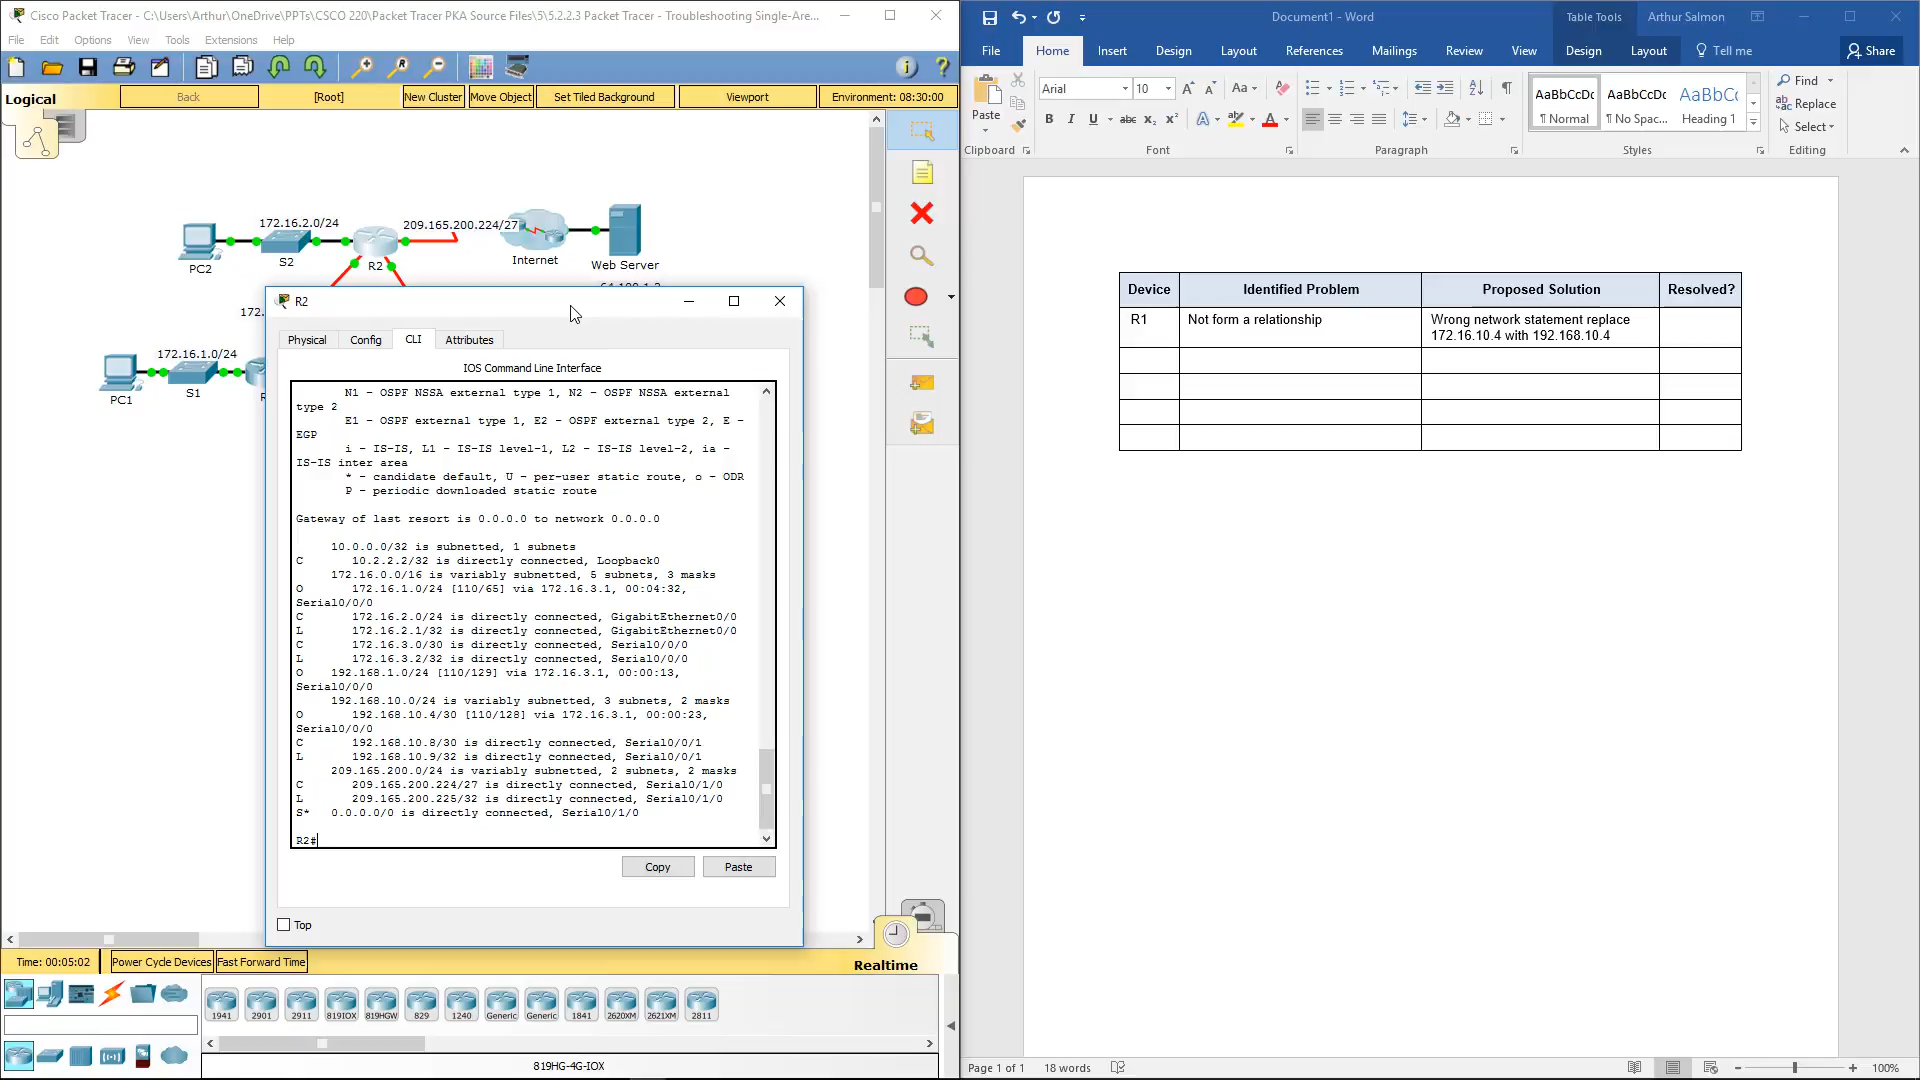 Cisco Packet Tracer - C:\Users\Arthur\OneDrive\PPTs\CSCO 220\Packet Tracer PKA Source Files\5\5.2.2.3 Packet Tracer - Troubleshooting Single-Are...
File Edit Options View Tools Extensions Help
Logical
Back
[Root]
New Cluster
Move Object
Set Tiled Background
Viewport
Environment: 08:30:00
172.16.2.0/24
209.165.200.224/27
PC2
S2
R2
Internet
Web Server
172.16.1.0/24
PC1
S1
R2
Physical
Config
CLI
Attributes
IOS Command Line Interface
N1 - OSPF NSSA external type 1, N2 - OSPF NSSA external
type 2
E1 - OSPF external type 1, E2 - OSPF external type 2, E -
EGP
i - IS-IS, L1 - IS-IS level-1, L2 - IS-IS level-2, ia -
IS-IS inter area
* - candidate default, U - per-user static route, o - ODR
P - periodic downloaded static route
Gateway of last resort is 0.0.0.0 to network 0.0.0.0
10.0.0.0/32 is subnetted, 1 subnets
C 10.2.2.2/32 is directly connected, Loopback0
172.16.0.0/16 is variably subnetted, 5 subnets, 3 masks
O 172.16.1.0/24 [110/65] via 172.16.3.1, 00:04:32,
Serial0/0/0
C 172.16.2.0/24 is directly connected, GigabitEthernet0/0
L 172.16.2.1/32 is directly connected, GigabitEthernet0/0
C 172.16.3.0/30 is directly connected, Serial0/0/0
L 172.16.3.2/32 is directly connected, Serial0/0/0
O 192.168.1.0/24 [110/129] via 172.16.3.1, 00:00:13,
Serial0/0/0
192.168.10.0/24 is variably subnetted, 3 subnets, 2 masks
O 192.168.10.4/30 [110/128] via 172.16.3.1, 00:00:23,
Serial0/0/0
C 192.168.10.8/30 is directly connected, Serial0/0/1
L 192.168.10.9/32 is directly connected, Serial0/0/1
209.165.200.0/24 is variably subnetted, 2 subnets, 2 masks
C 209.165.200.224/27 is directly connected, Serial0/1/0
L 209.165.200.225/32 is directly connected, Serial0/1/0
S* 0.0.0.0/0 is directly connected, Serial0/1/0
R2#
Copy
Paste
Top
Time: 00:05:02
Power Cycle Devices
Fast Forward Time
Realtime
1941 2901 2911 819IOX 819HGW 829 1240 Generic Generic 1841 2620XM 2621XM 2811
819HG-4G-IOX
Document1 - Word
Table Tools
Arthur Salmon
File Home Insert Design Layout References Mailings Review View Design Layout Tell me Share
Paste
Clipboard
Arial
10
Font
Paragraph
AaBbCcDc
¶ Normal
AaBbCcDc
¶ No Spac...
AaBbCc
Heading 1
Styles
Find
Replace
Select
Editing
Device Identified Problem Proposed Solution Resolved?
R1 Not form a relationship Wrong network statement replace
172.16.10.4 with 192.168.10.4
Page 1 of 1
18 words
100%